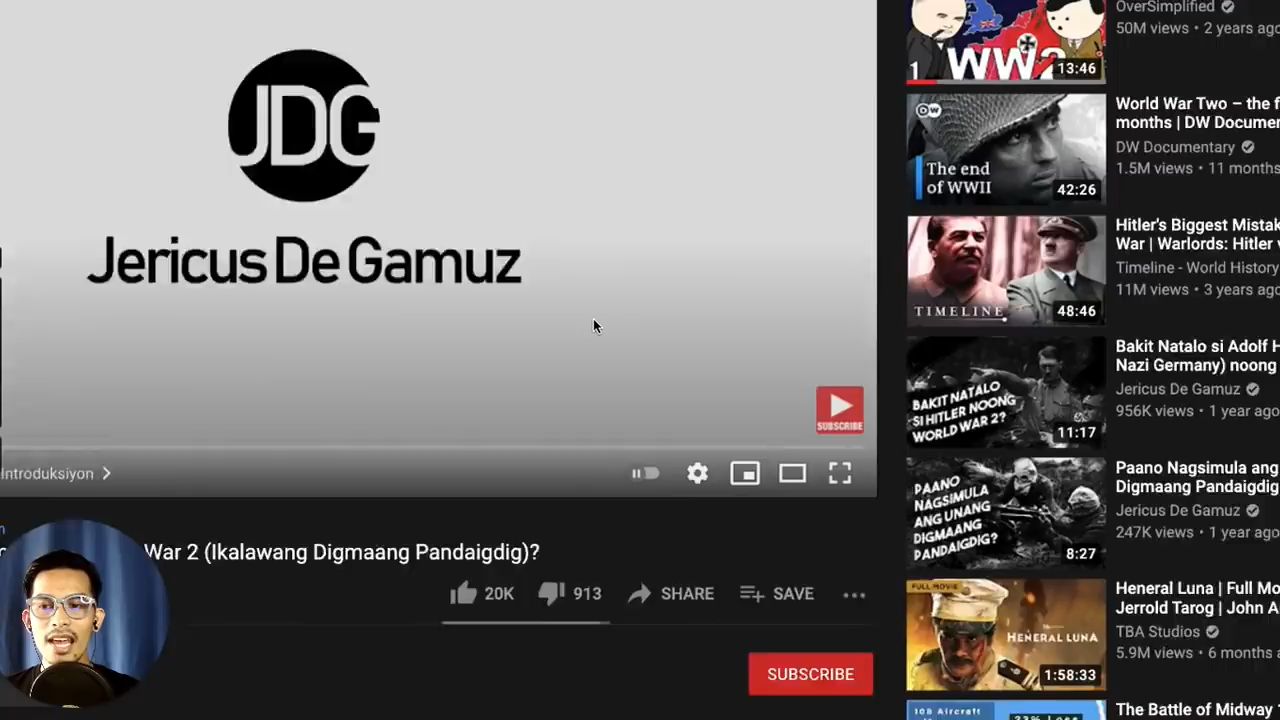 JDG
Jericus De Gamuz
SUBSCRIBE
Introduksiyon
War 2 (Ikalawang Digmaang Pandaigdig)?
20K
913
SHARE
SAVE
SUBSCRIBE
OverSimplified
50M views • 2 years ago
1
WW2
13:46
World War Two – the f
months | DW Documen
DW Documentary
1.5M views • 11 months
DW
The end
of WWII
42:26
Hitler's Biggest Mistak
War | Warlords: Hitler v
Timeline - World History
11M views • 3 years ago
TIMELINE
48:46
Bakit Natalo si Adolf H
Nazi Germany) noong
Jericus De Gamuz
956K views • 1 year ago
BAKIT NATALO
SI HITLER NOONG
WORLD WAR 2?
11:17
Paano Nagsimula ang
Digmaang Pandaigdig
Jericus De Gamuz
247K views • 1 year ago
PAANO
NAGSIMULA
ANG UNANG
DIGMAANG
PANDAIGDIG?
8:27
Heneral Luna | Full Mo
Jerrold Tarog | John A
TBA Studios
5.9M views • 6 months a
FULL MOVIE
HENERAL LUNA
1:58:33
The Battle of Midway 1
108 Aircraft